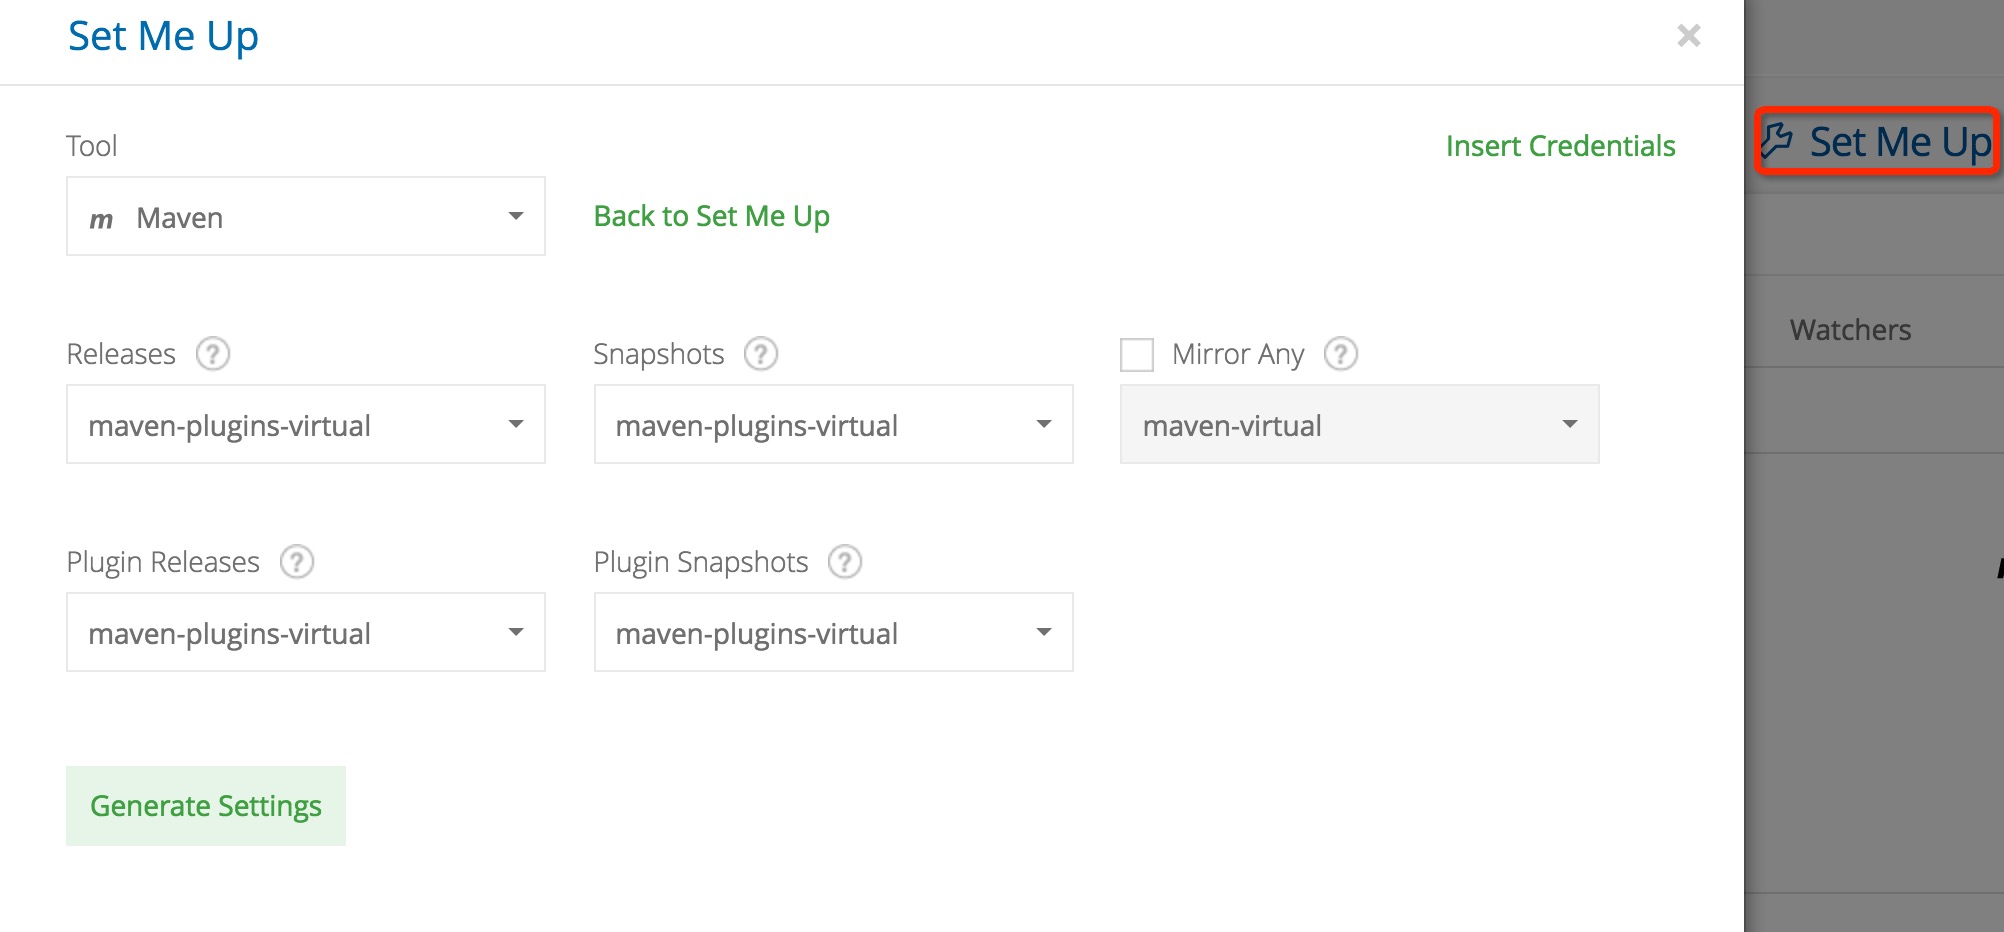 Set Me Up
Set Me Up
Tool
Insert Credentials
m Maven
Back to Set Me Up
Releases ?
Snapshots ?
Mirror Any ?
Watchers
maven-plugins-virtual
maven-plugins-virtual
maven-virtual
Plugin Releases ?
Plugin Snapshots ?
maven-plugins-virtual
maven-plugins-virtual
Generate Settings